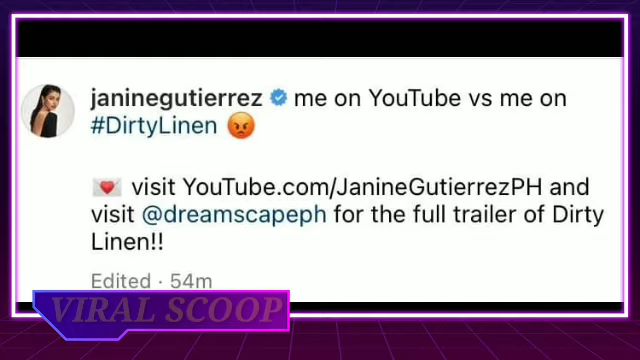 janinegutierrez me on YouTube vs me on
#DirtyLinen 😡
💌 visit YouTube.com/JanineGutierrezPH and
visit @dreamscapeph for the full trailer of Dirty
Linen!!
Edited · 54m
VIRAL SCOOP